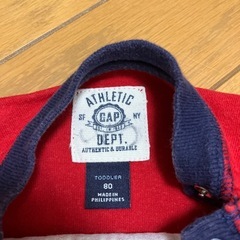 ATHLETIC
SF GAP NY
DEPT.
AUTHENTIC & DURABLE
TODDLER
80
MADE IN
PHILIPPINES